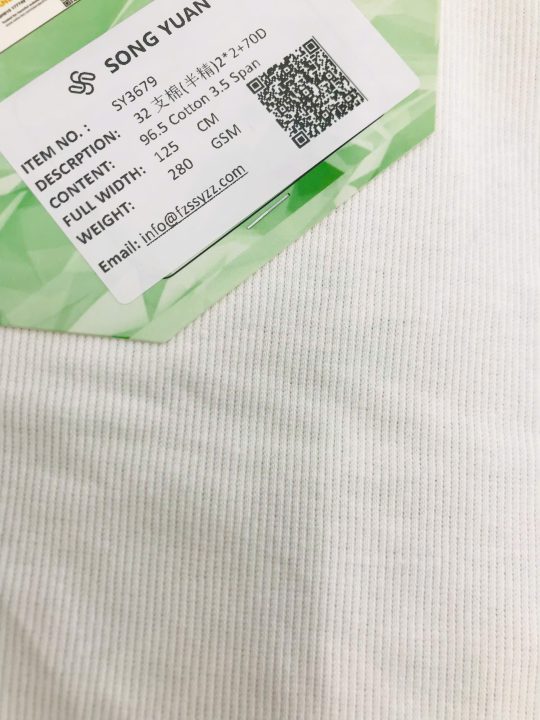 SONG YUAN
ITEM NO.: SY3679
DESCRPTION: 32 支棉(半精)2*2+70D
CONTENT: 96.5 Cotton 3.5 Span
FULL WIDTH: 125 CM
WEIGHT: 280 GSM
Email: info@fzssyzz.com